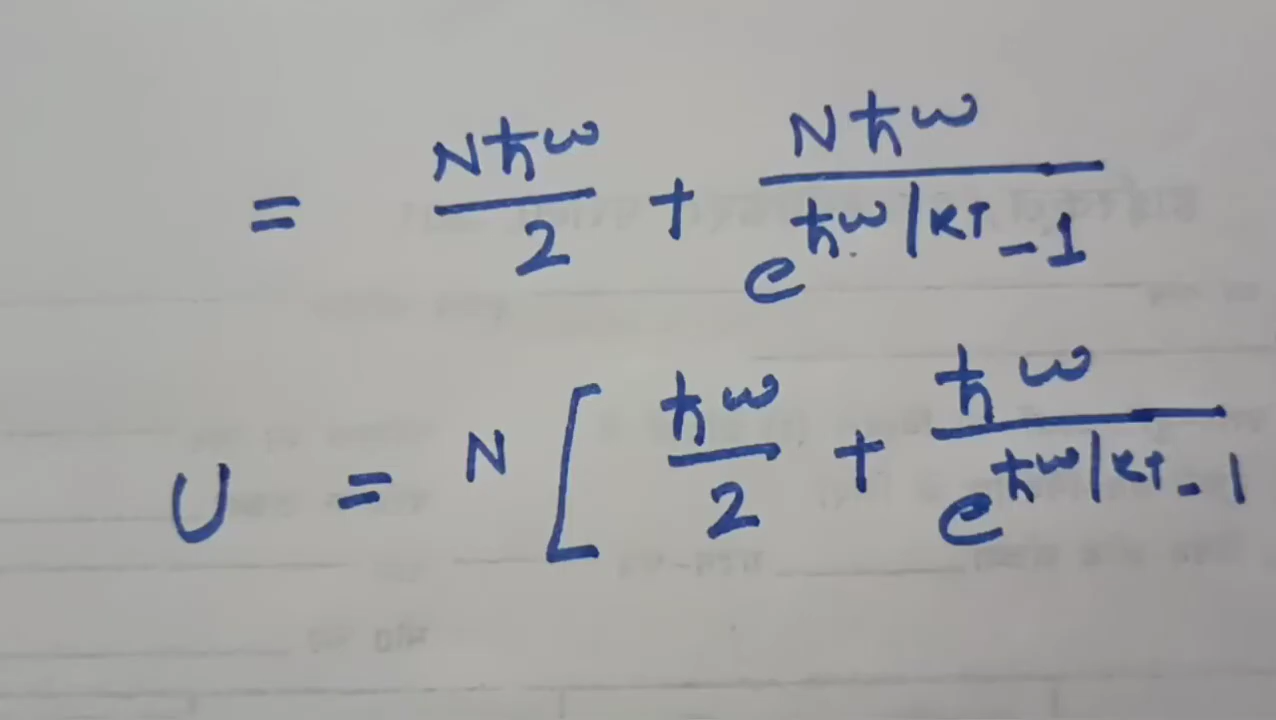 = Nħω/2 + Nħω/e^ħω/KT - 1
U = N [ ħω/2 + ħω/e^ħω/KT - 1